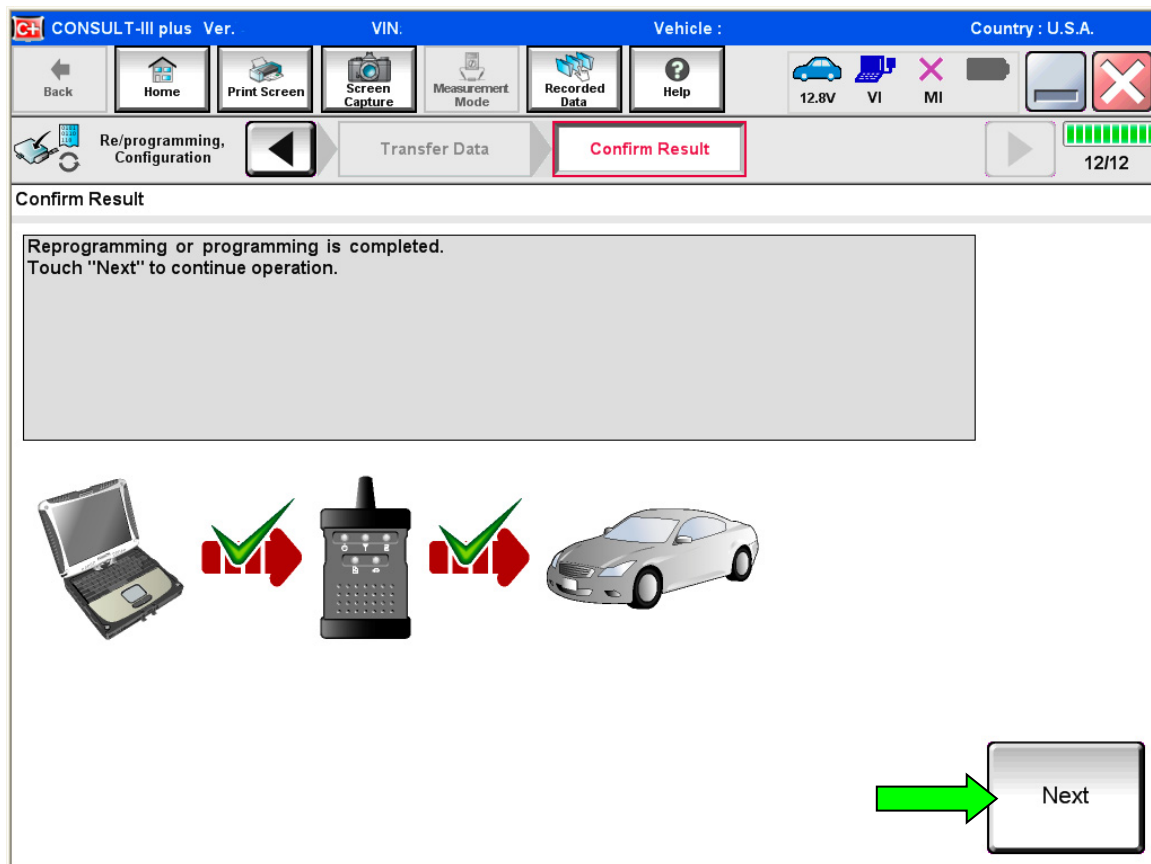 C+ CONSULT-III plus Ver. VIN: Vehicle : Country : U.S.A.
Back
Home
Print Screen
Screen Capture
Measurement Mode
Recorded Data
Help
12.8V
VI
MI
Re/programming,
Configuration
Transfer Data
Confirm Result
12/12
Confirm Result
Reprogramming or programming is completed.
Touch "Next" to continue operation.
Next